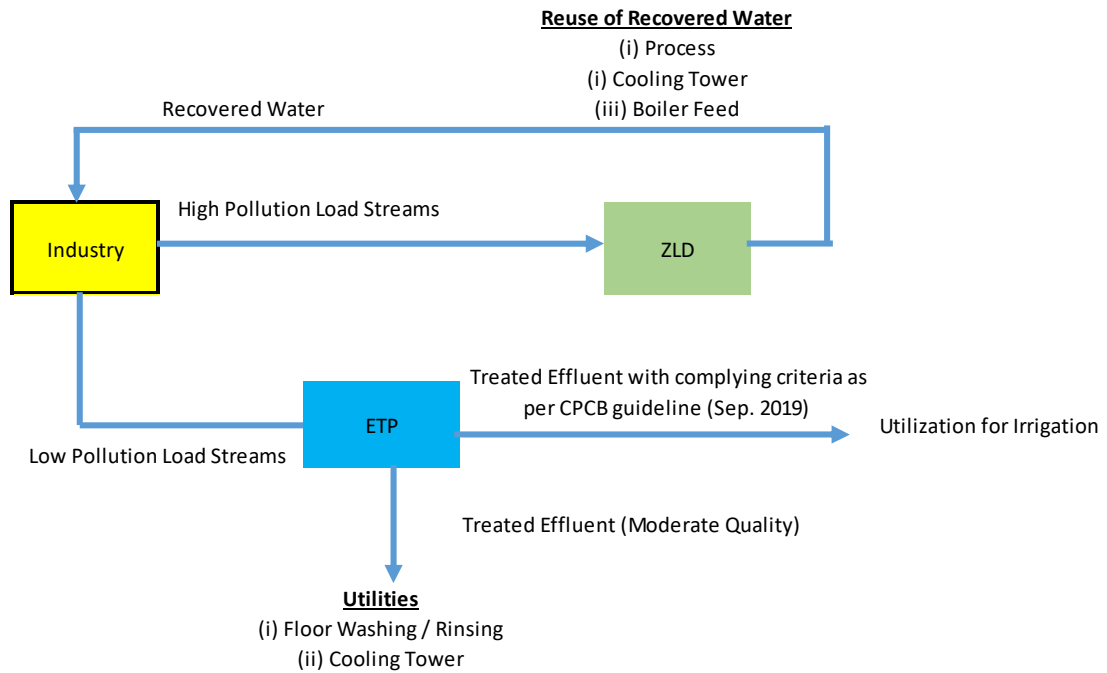 Reuse of Recovered Water
(i) Process
(i) Cooling Tower
(iii) Boiler Feed
Recovered Water
High Pollution Load Streams
Industry
ZLD
Treated Effluent with complying criteria as
per CPCB guideline (Sep. 2019)
ETP
Utilization for Irrigation
Low Pollution Load Streams
Treated Effluent (Moderate Quality)
Utilities
(i) Floor Washing / Rinsing
(ii) Cooling Tower